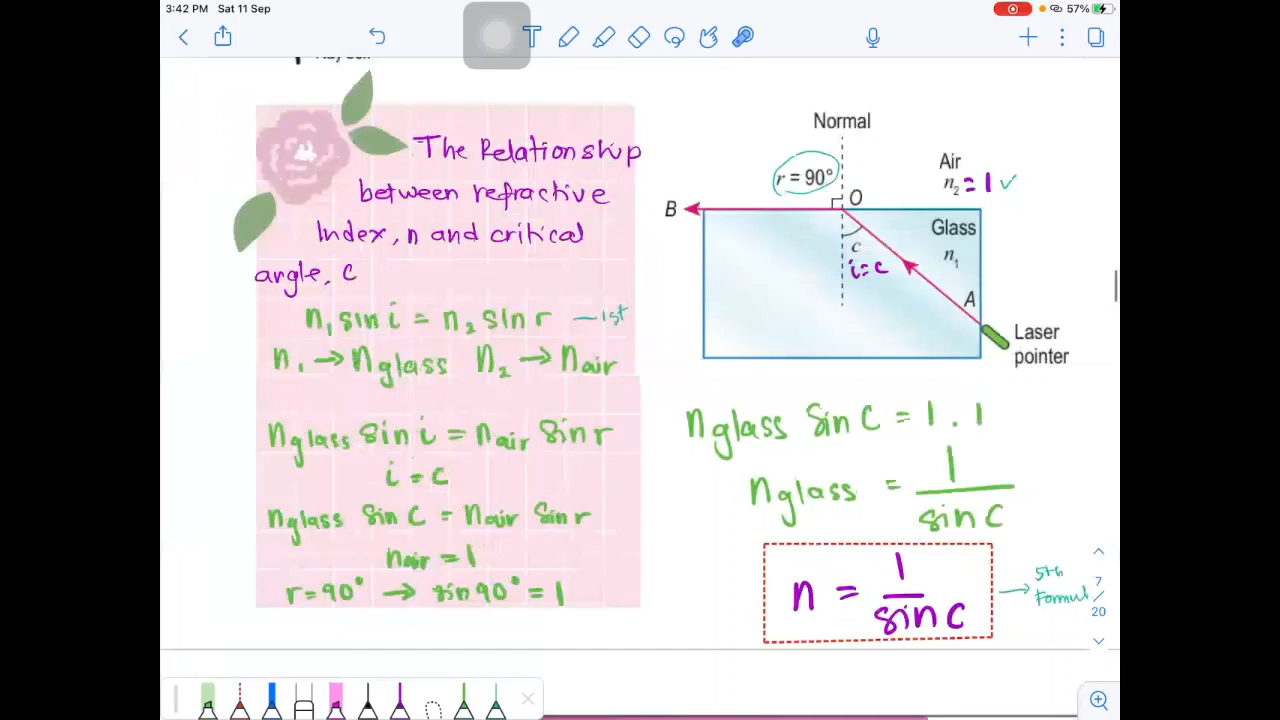 3:42 PM Sat 11 Sep
57%
The Relationship
between refractive
Index, n and critical
angle, c
n₁ sin i = n₂ sin r — 1st
n₁ → nglass n₂ → nair
nglass sin i = nair sin r
i = c
nglass sin c = nair sin r
nair = 1
r = 90° → sin 90° = 1
Normal
r = 90°
Air
n₂ = 1 ✓
B
O
Glass
n₁
c
i = c
A
Laser
pointer
nglass sin c = 1 . 1
nglass = 1
sin c
n = 1
sin c
→ 5th
Formul
7
/
20